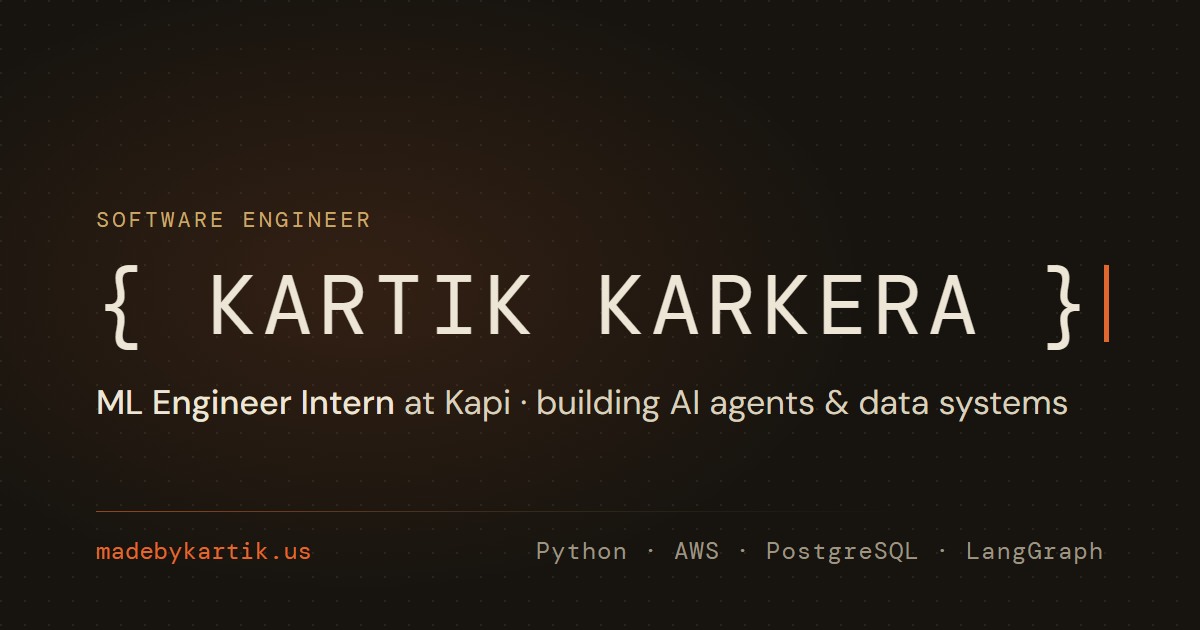 SOFTWARE ENGINEER
{ KARTIK KARKERA }
ML Engineer Intern at Kapi · building AI agents & data systems
madebykartik.us
Python · AWS · PostgreSQL · LangGraph